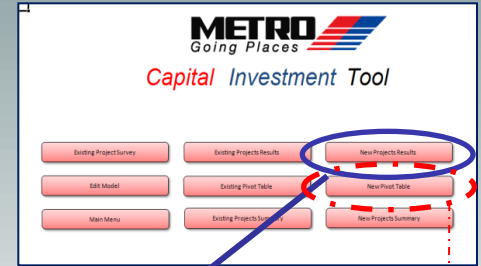 METRO
Going Places
Capital Investment Tool
Existing Project Survey
Existing Projects Results
New Projects Results
Edit Model
Existing Pivot Table
New Pivot Table
Main Menu
Existing Projects Summary
New Projects Summary